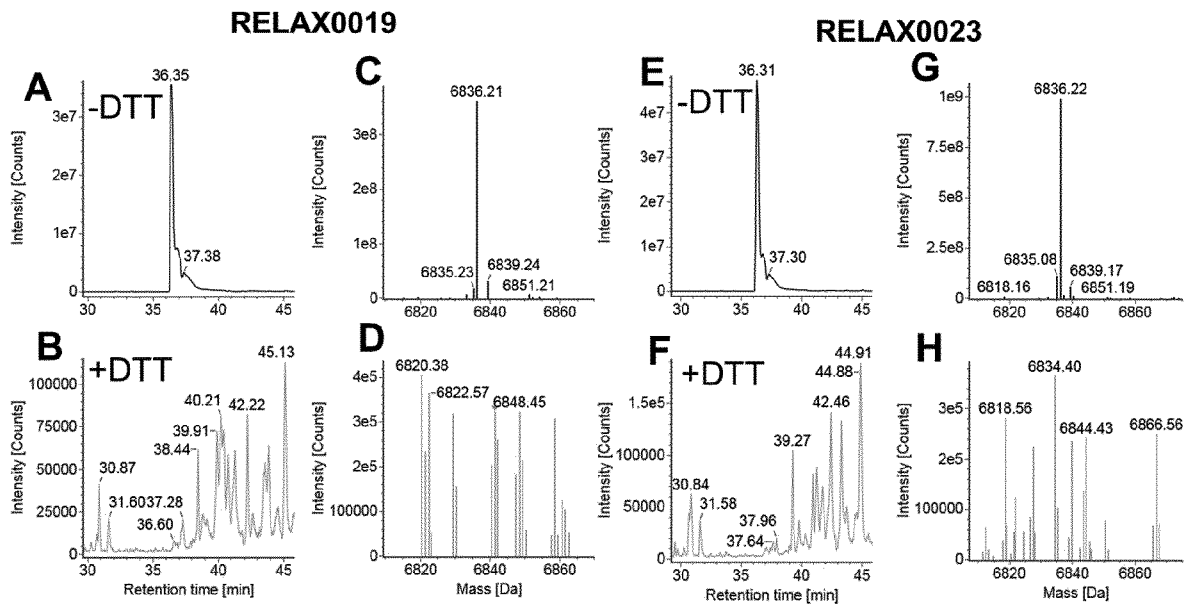 RELAX0019
RELAX0023
A
-DTT
36.35
37.38
Intensity [Counts]
3e7
2e7
1e7
0
30
35
40
45
C
6836.21
6835.23
6839.24
6851.21
Intensity [Counts]
3e8
2e8
1e8
0
6820
6840
6860
E
-DTT
36.31
37.30
Intensity [Counts]
4e7
3e7
2e7
1e7
0
30
35
40
45
G
6836.22
6835.08
6839.17
6818.16
6851.19
Intensity [Counts]
1e9
7.5e8
5e8
2.5e8
0
6820
6840
6860
B
+DTT
45.13
40.21
42.22
39.91
38.44
30.87
31.60
37.28
36.60
Intensity [Counts]
100000
75000
50000
25000
0
30
35
40
45
Retention time [min]
D
6820.38
6822.57
6848.45
Intensity [Counts]
4e5
3e5
2e5
100000
0
6820
6840
6860
Mass [Da]
F
+DTT
44.91
44.88
42.46
39.27
30.84
31.58
37.96
37.64
Intensity [Counts]
1.5e5
100000
50000
0
30
35
40
45
Retention time [min]
H
6834.40
6818.56
6844.43
6866.56
Intensity [Counts]
3e5
2e5
100000
0
6820
6840
6860
Mass [Da]